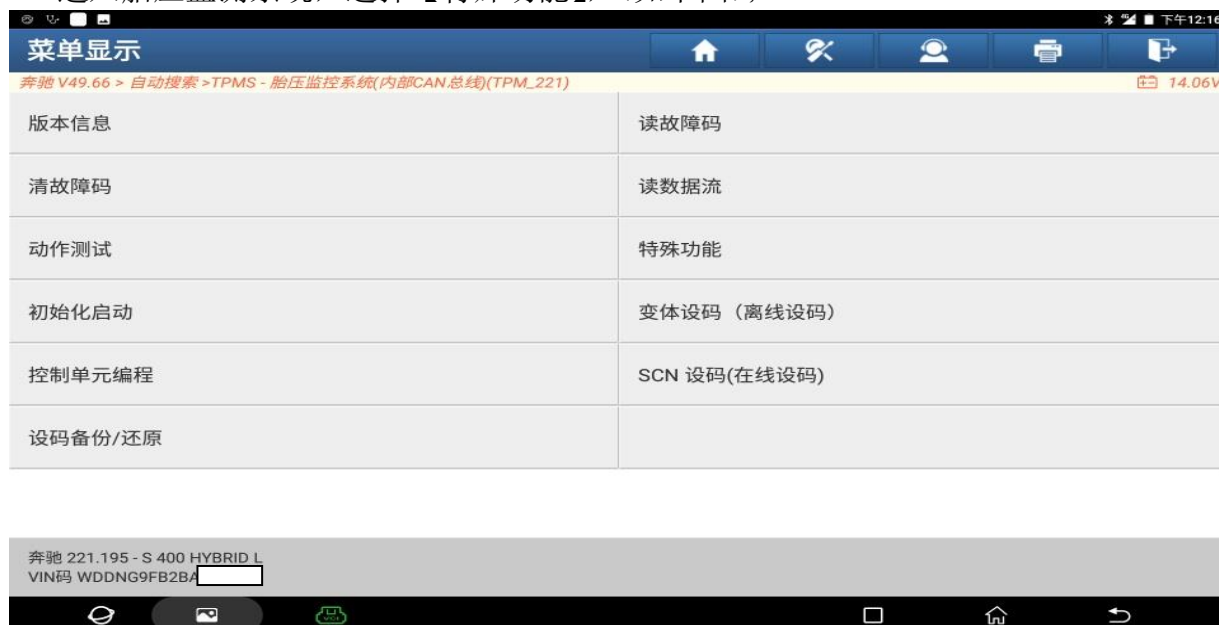 下午12:16
菜单显示
奔驰 V49.66 > 自动搜索 >TPMS - 胎压监控系统(内部CAN总线)(TPM_221)
14.06V
版本信息
读故障码
清故障码
读数据流
动作测试
特殊功能
初始化启动
变体设码（离线设码）
控制单元编程
SCN 设码(在线设码)
设码备份/还原
奔驰 221.195 - S 400 HYBRID L
VIN码 WDDNG9FB2BA